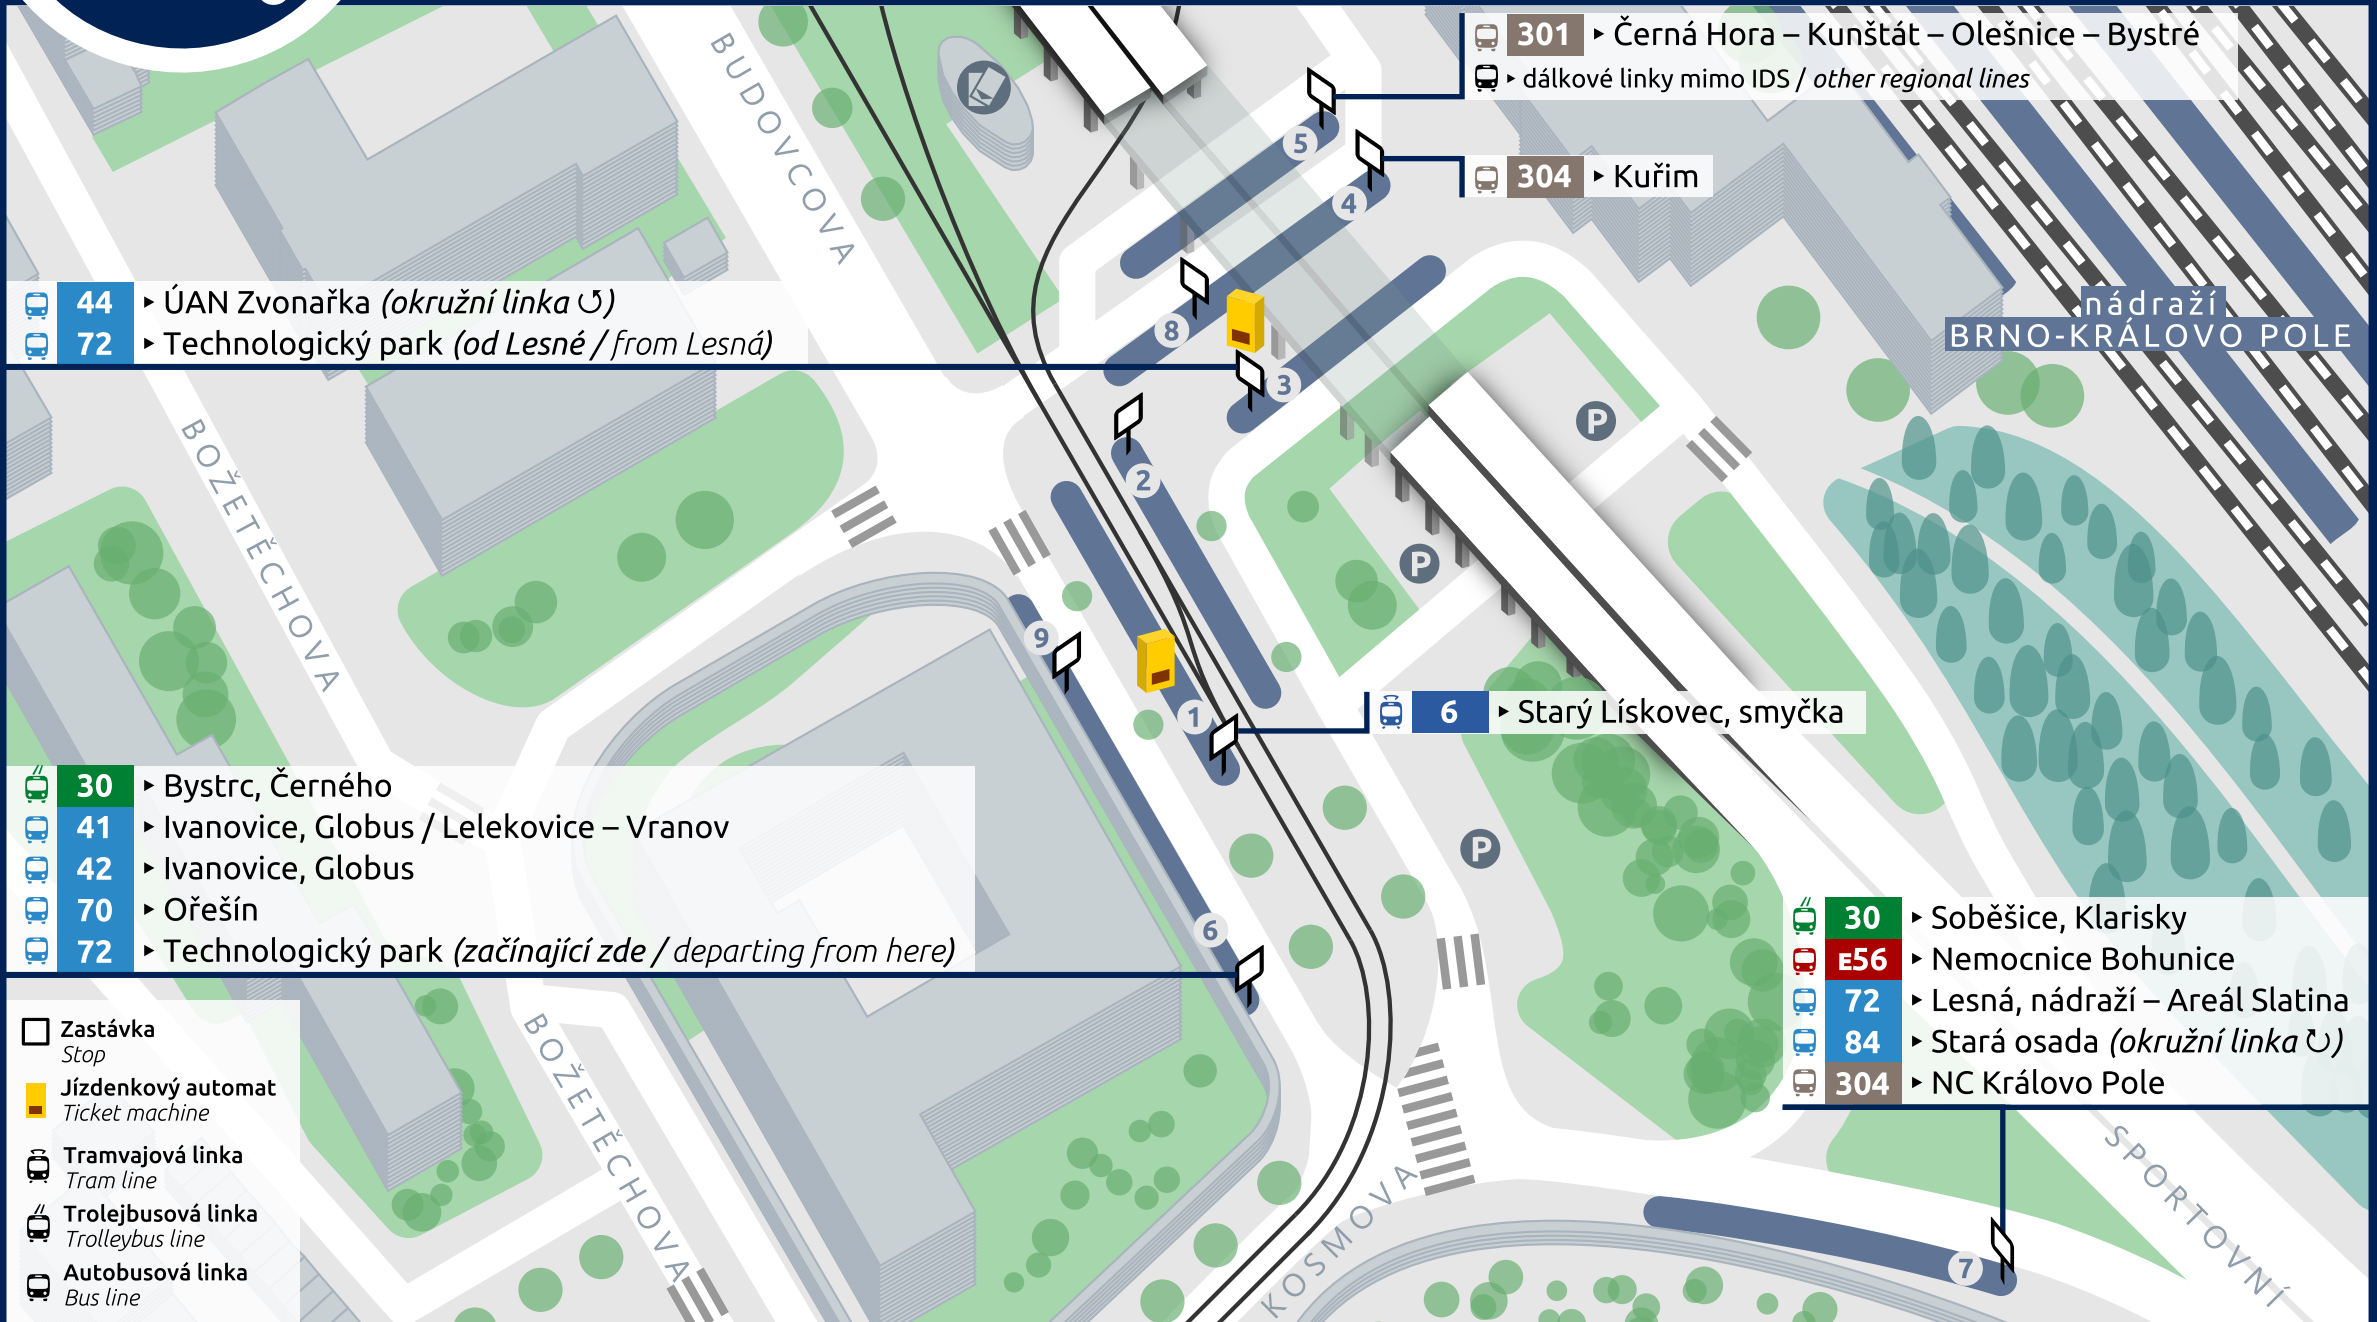 301 ▸ Černá Hora – Kunštát – Olešnice – Bystré
▸ dálkové linky mimo IDS / other regional lines
304 ▸ Kuřim
BUDOVCOVA
5
4
44 ▸ ÚAN Zvonařka (okružní linka ↺)
72 ▸ Technologický park (od Lesné / from Lesná)
8
3
nádraží
BRNO-KRÁLOVO POLE
P
BOŽETĚCHOVA
2
P
9
1
6 ▸ Starý Lískovec, smyčka
P
30 ▸ Bystrc, Černého
41 ▸ Ivanovice, Globus / Lelekovice – Vranov
42 ▸ Ivanovice, Globus
70 ▸ Ořešín
72 ▸ Technologický park (začínající zde / departing from here)
6
30 ▸ Soběšice, Klarisky
E56 ▸ Nemocnice Bohunice
72 ▸ Lesná, nádraží – Areál Slatina
84 ▸ Stará osada (okružní linka ↻)
304 ▸ NC Královo Pole
Zastávka
Stop
Jízdenkový automat
Ticket machine
Tramvajová linka
Tram line
Trolejbusová linka
Trolleybus line
Autobusová linka
Bus line
BOŽETĚCHOVA
KOSMOVA
SPORTOVNÍ
7